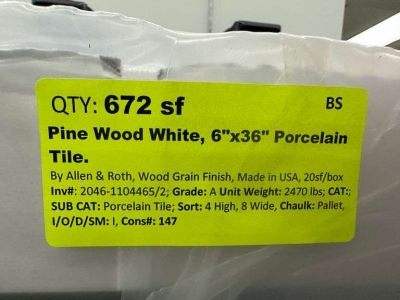 QTY: 672 sf BS
Pine Wood White, 6"x36" Porcelain
Tile.
By Allen & Roth, Wood Grain Finish, Made in USA, 20sf/box
Inv#: 2046-1104465/2; Grade: A Unit Weight: 2470 lbs; CAT:;
SUB CAT: Porcelain Tile; Sort: 4 High, 8 Wide, Chaulk: Pallet,
I/O/D/SM: I, Cons#: 147